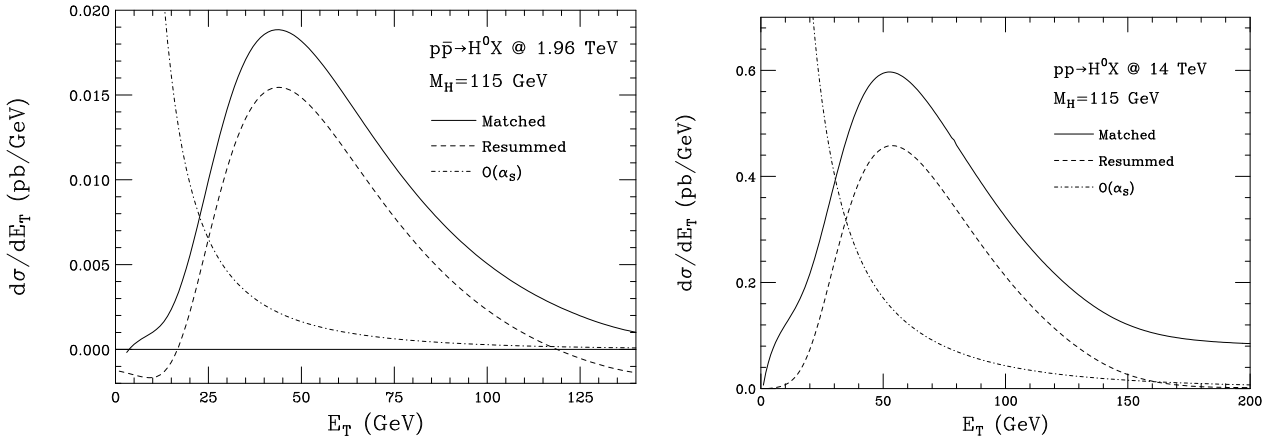 0.020
0.015
0.010
0.005
0.000
dσ/dE_T (pb/GeV)
pp̄→H⁰X @ 1.96 TeV
M_H=115 GeV
Matched
Resummed
O(α_S)
0 25 50 75 100 125
E_T (GeV)
0.6
0.4
0.2
0.0
dσ/dE_T (pb/GeV)
pp→H⁰X @ 14 TeV
M_H=115 GeV
Matched
Resummed
O(α_S)
0 50 100 150 200
E_T (GeV)